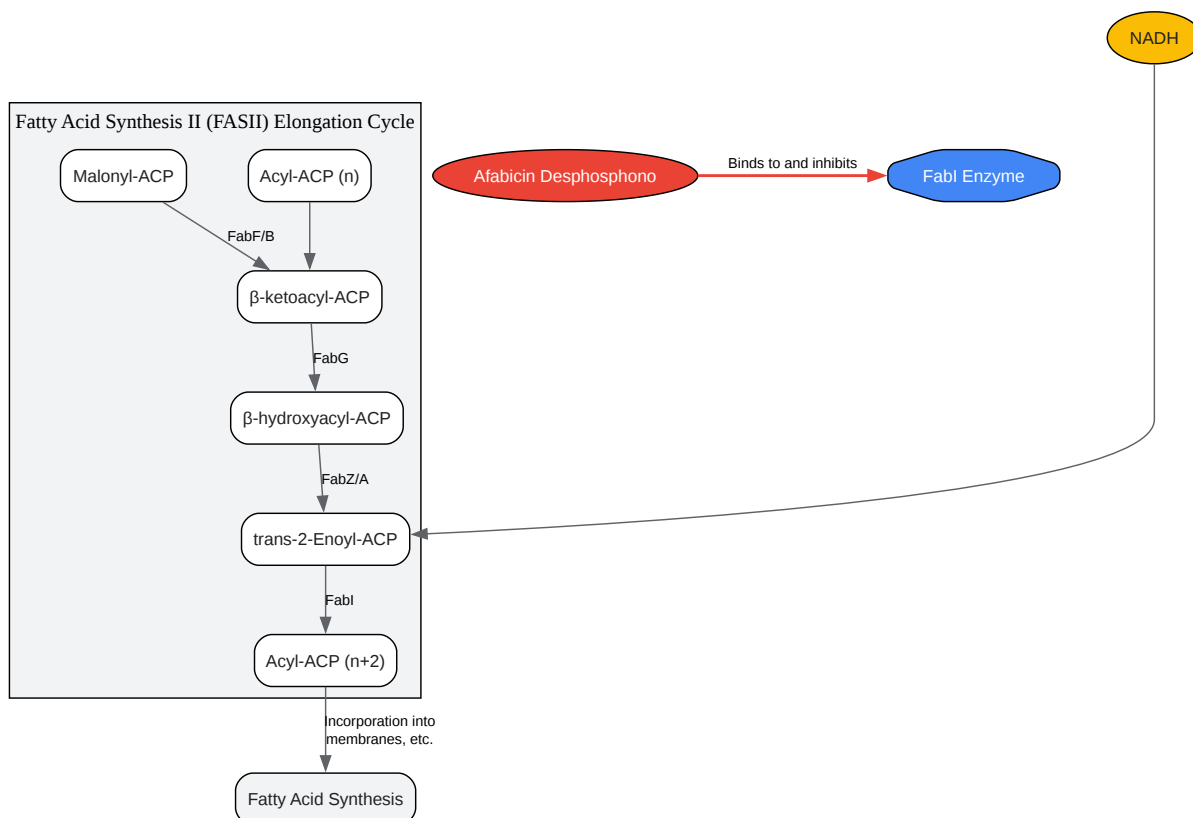 NADH
Fatty Acid Synthesis II (FASII) Elongation Cycle
Malonyl-ACP
Acyl-ACP (n)
Afabicin Desphosphono
Binds to and inhibits
FabI Enzyme
FabF/B
β-ketoacyl-ACP
FabG
β-hydroxyacyl-ACP
FabZ/A
trans-2-Enoyl-ACP
FabI
Acyl-ACP (n+2)
Incorporation into
membranes, etc.
Fatty Acid Synthesis